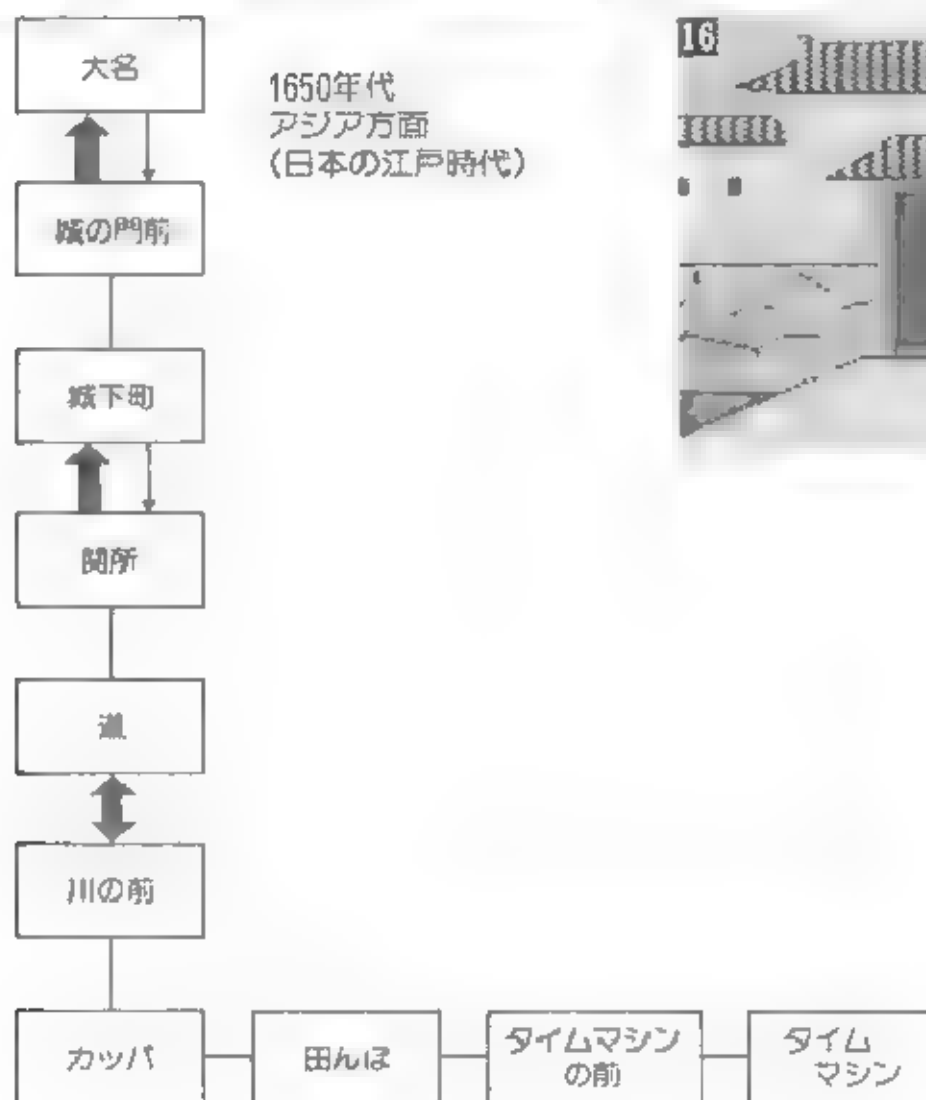 大名
1650年代
アジア方面
(日本の江戸時代)
16
城の門前
城下町
関所
道
川の前
カッパ
田んぼ
タイムマシン
の前
タイム
マシン